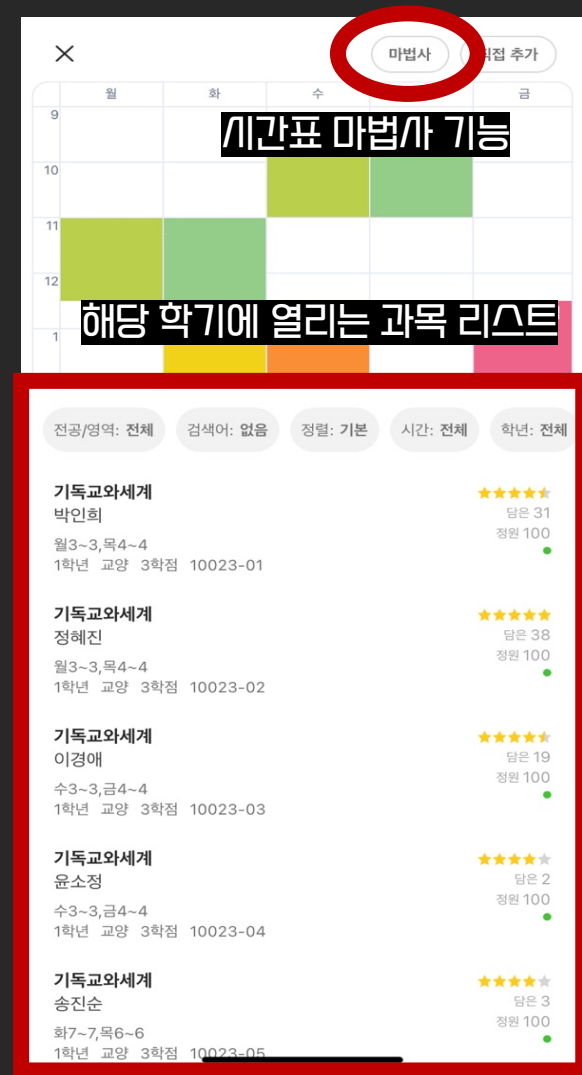 마법사
직접 추가
월 화 수 금
9
시간표 마법사 기능
10
11
12
해당 학기에 열리는 과목 리스트
1
전공/영역: 전체 검색어: 없음 정렬: 기본 시간: 전체 학년: 전체
기독교와세계
박인희
담은 31
정원 100
월3~3,목4~4
1학년 교양 3학점 10023-01
기독교와세계
정혜진
담은 38
정원 100
월3~3,목4~4
1학년 교양 3학점 10023-02
기독교와세계
이경애
담은 19
정원 100
수3~3,금4~4
1학년 교양 3학점 10023-03
기독교와세계
윤소정
담은 2
정원 100
수3~3,금4~4
1학년 교양 3학점 10023-04
기독교와세계
송진순
담은 3
정원 100
화7~7,목6~6
1학년 교양 3학점 10023-05